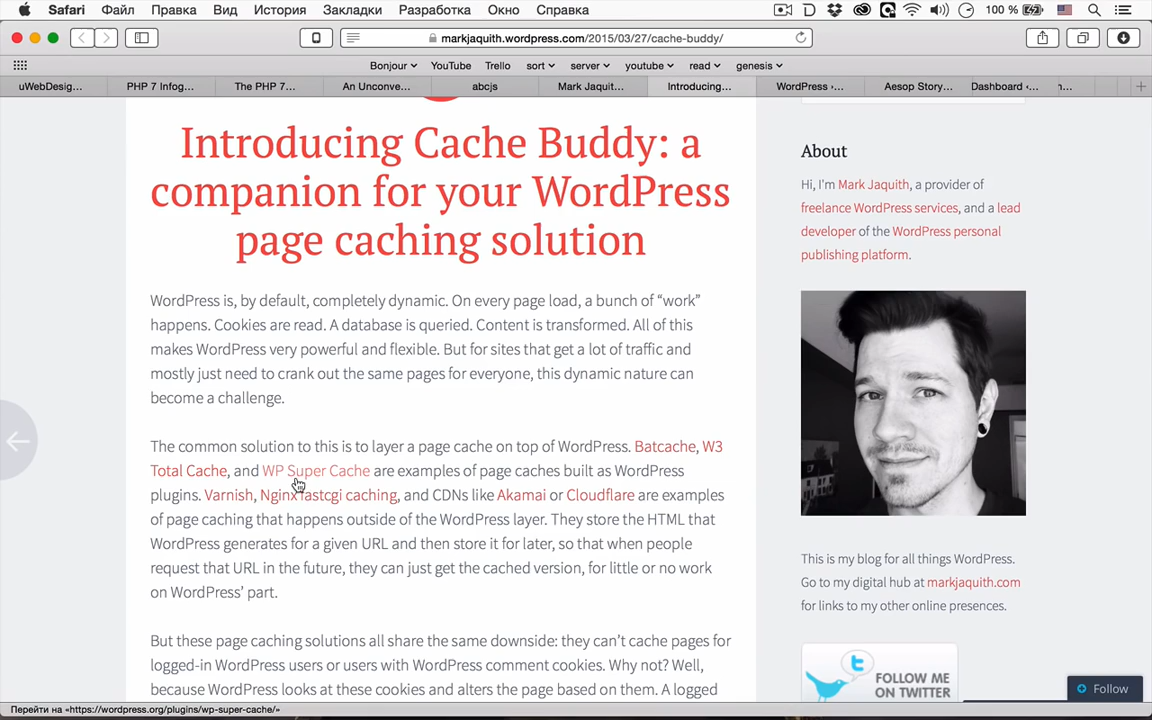 Safari Файл Правка Вид История Закладки Разработка Окно Справка 100 %
markjaquith.wordpress.com/2015/03/27/cache-buddy/
Bonjour YouTube Trello sort server youtube read genesis
uWebDesig... PHP 7 Infog... The PHP 7... An Unconve... abcjs Mark Jaquit... Introducing... WordPress ‹... Aesop Story... Dashboard ‹... n...
Introducing Cache Buddy: a
companion for your WordPress
page caching solution
WordPress is, by default, completely dynamic. On every page load, a bunch of “work”
happens. Cookies are read. A database is queried. Content is transformed. All of this
makes WordPress very powerful and flexible. But for sites that get a lot of traffic and
mostly just need to crank out the same pages for everyone, this dynamic nature can
become a challenge.
The common solution to this is to layer a page cache on top of WordPress. Batcache, W3
Total Cache, and WP Super Cache are examples of page caches built as WordPress
plugins. Varnish, Nginx fastcgi caching, and CDNs like Akamai or Cloudflare are examples
of page caching that happens outside of the WordPress layer. They store the HTML that
WordPress generates for a given URL and then store it for later, so that when people
request that URL in the future, they can just get the cached version, for little or no work
on WordPress’ part.
But these page caching solutions all share the same downside: they can’t cache pages for
logged-in WordPress users or users with WordPress comment cookies. Why not? Well,
because WordPress looks at these cookies and alters the page based on them. A logged
About
Hi, I'm Mark Jaquith, a provider of
freelance WordPress services, and a lead
developer of the WordPress personal
publishing platform.
This is my blog for all things WordPress.
Go to my digital hub at markjaquith.com
for links to my other online presences.
FOLLOW ME
ON TWITTER
Follow
Перейти на «https://wordpress.org/plugins/wp-super-cache/»